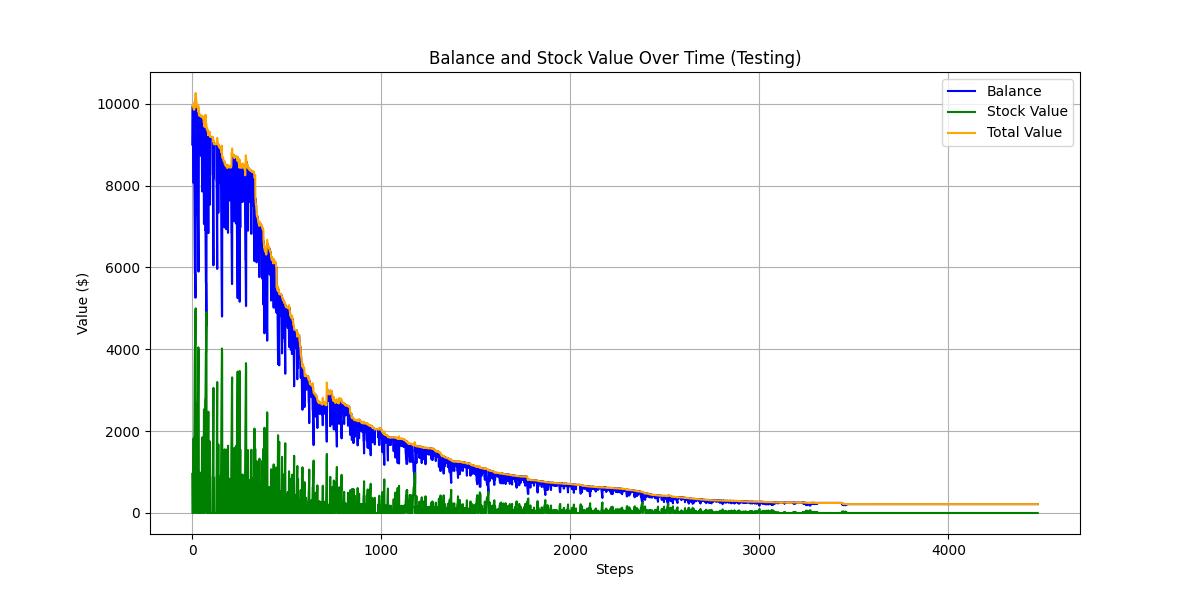 Balance and Stock Value Over Time (Testing)
Balance
Stock Value
Total Value
10000
8000
6000
4000
2000
0
Value ($)
0 1000 2000 3000 4000
Steps